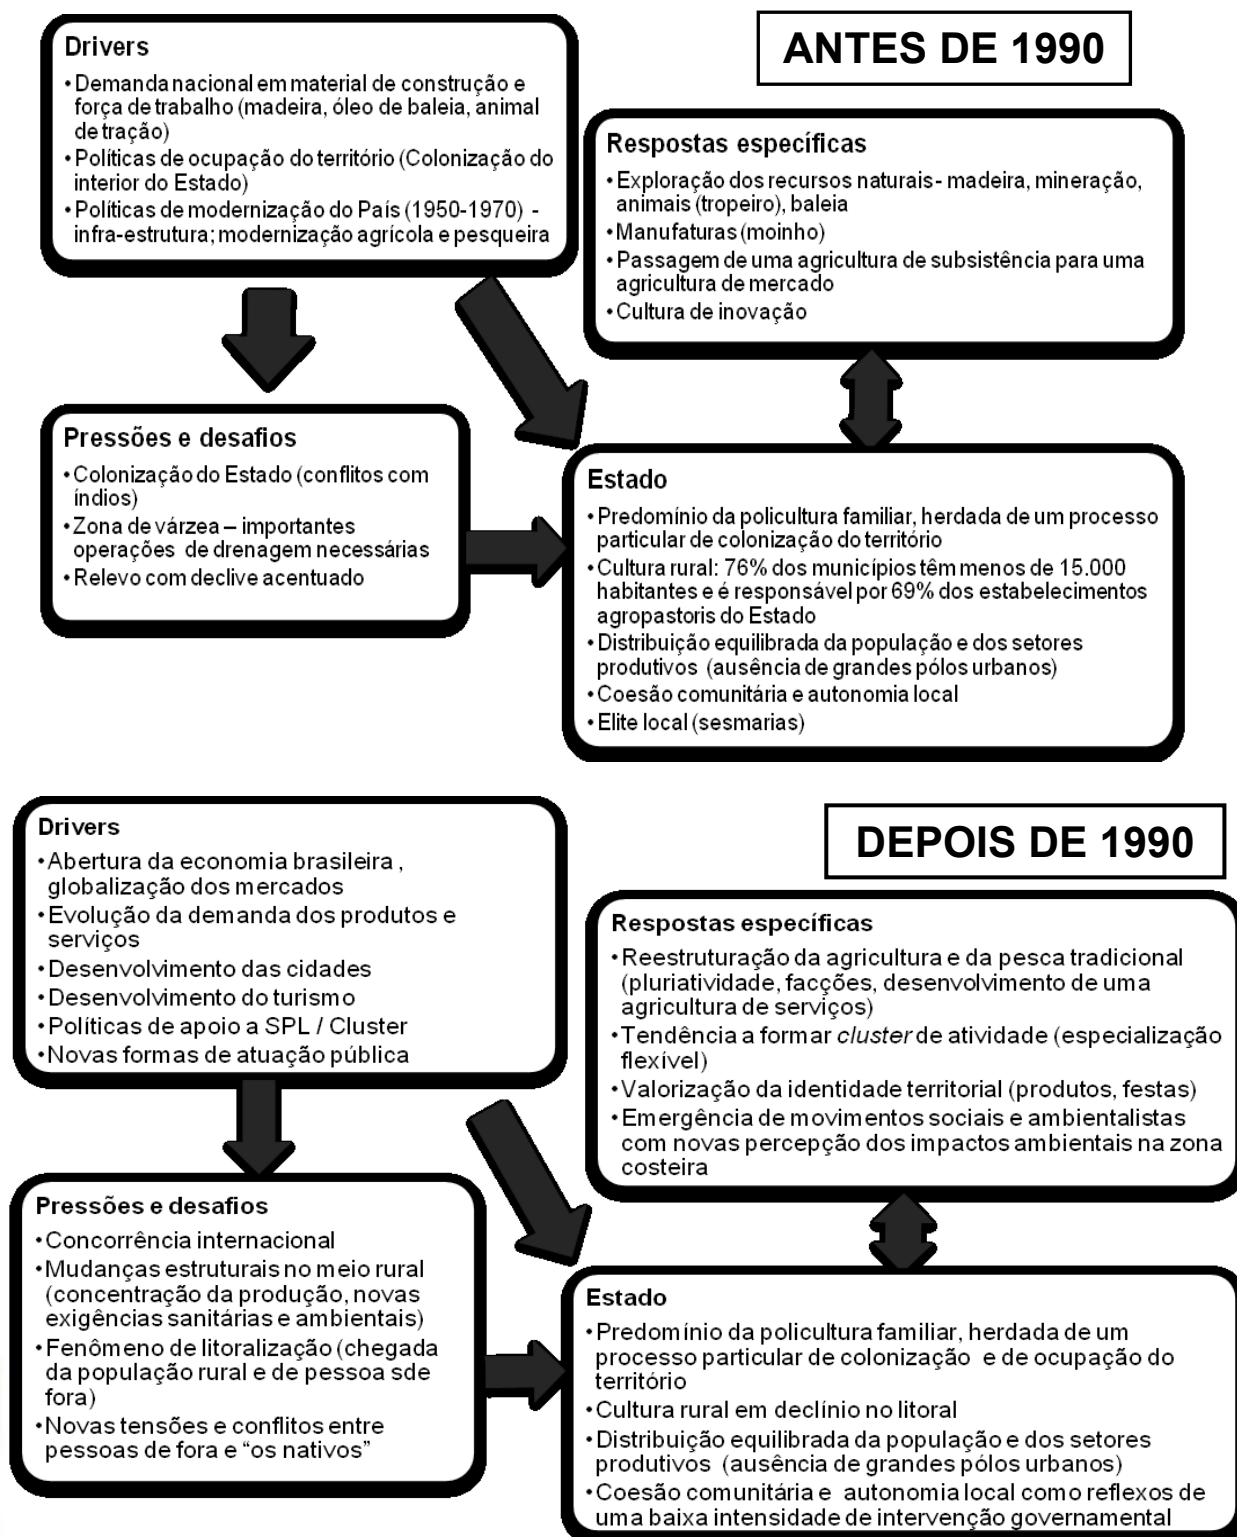 ANTES DE 1990
Drivers
•Demanda nacional em material de construção e
força de trabalho (madeira, óleo de baleia, animal
de tração)
•Políticas de ocupação do território (Colonização do
interior do Estado)
•Políticas de modernização do País (1950-1970) -
infra-estrutura; modernização agrícola e pesqueira
Respostas específicas
•Exploração dos recursos naturais- madeira, mineração,
animais (tropeiro), baleia
•Manufaturas (moinho)
•Passagem de uma agricultura de subsistência para uma
agricultura de mercado
•Cultura de inovação
Pressões e desafios
•Colonização do Estado (conflitos com
índios)
•Zona de várzea – importantes
operações de drenagem necessárias
•Relevo com declive acentuado
Estado
•Predomínio da policultura familiar, herdada de um processo
particular de colonização do território
•Cultura rural: 76% dos municípios têm menos de 15.000
habitantes e é responsável por 69% dos estabelecimentos
agropastoris do Estado
•Distribuição equilibrada da população e dos setores
produtivos (ausência de grandes pólos urbanos)
•Coesão comunitária e autonomia local
•Elite local (sesmarias)
DEPOIS DE 1990
Drivers
•Abertura da economia brasileira ,
globalização dos mercados
•Evolução da demanda dos produtos e
serviços
•Desenvolvimento das cidades
•Desenvolvimento do turismo
•Políticas de apoio a SPL / Cluster
•Novas formas de atuação pública
Respostas específicas
•Reestruturação da agricultura e da pesca tradicional
(pluriatividade, facções, desenvolvimento de uma
agricultura de serviços)
•Tendência a formar cluster de atividade (especialização
flexível)
•Valorização da identidade territorial (produtos, festas)
•Emergência de movimentos sociais e ambientalistas
com novas percepção dos impactos ambientais na zona
costeira
Pressões e desafios
•Concorrência internacional
•Mudanças estruturais no meio rural
(concentração da produção, novas
exigências sanitárias e ambientais)
•Fenômeno de litoralização (chegada
da população rural e de pessoa sde
fora)
•Novas tensões e conflitos entre
pessoas de fora e “os nativos”
Estado
•Predomínio da policultura familiar, herdada de um
processo particular de colonização e de ocupação do
território
•Cultura rural em declínio no litoral
•Distribuição equilibrada da população e dos setores
produtivos (ausência de grandes pólos urbanos)
•Coesão comunitária e autonomia local como reflexos de
uma baixa intensidade de intervenção governamental